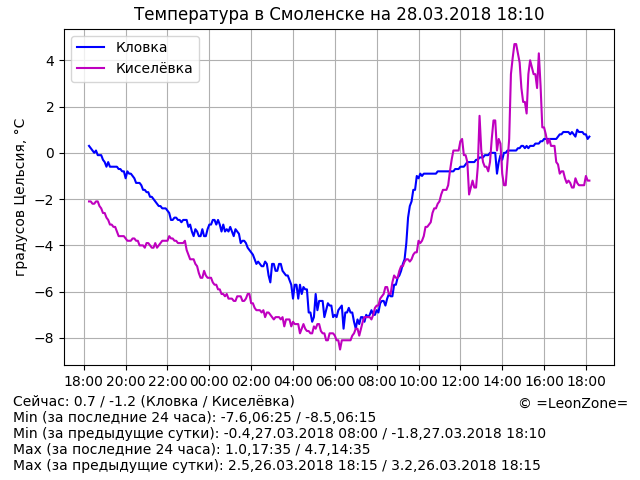 Температура в Смоленске на 28.03.2018 18:10
Кловка
Киселёвка
градусов Цельсия, °C
4
2
0
−2
−4
−6
−8
18:00 20:00 22:00 00:00 02:00 04:00 06:00 08:00 10:00 12:00 14:00 16:00 18:00
Сейчас: 0.7 / -1.2 (Кловка / Киселёвка)
© =LeonZone=
Min (за последние 24 часа): -7.6,06:25 / -8.5,06:15
Min (за предыдущие сутки): -0.4,27.03.2018 08:00 / -1.8,27.03.2018 18:10
Max (за последние 24 часа): 1.0,17:35 / 4.7,14:35
Max (за предыдущие сутки): 2.5,26.03.2018 18:15 / 3.2,26.03.2018 18:15